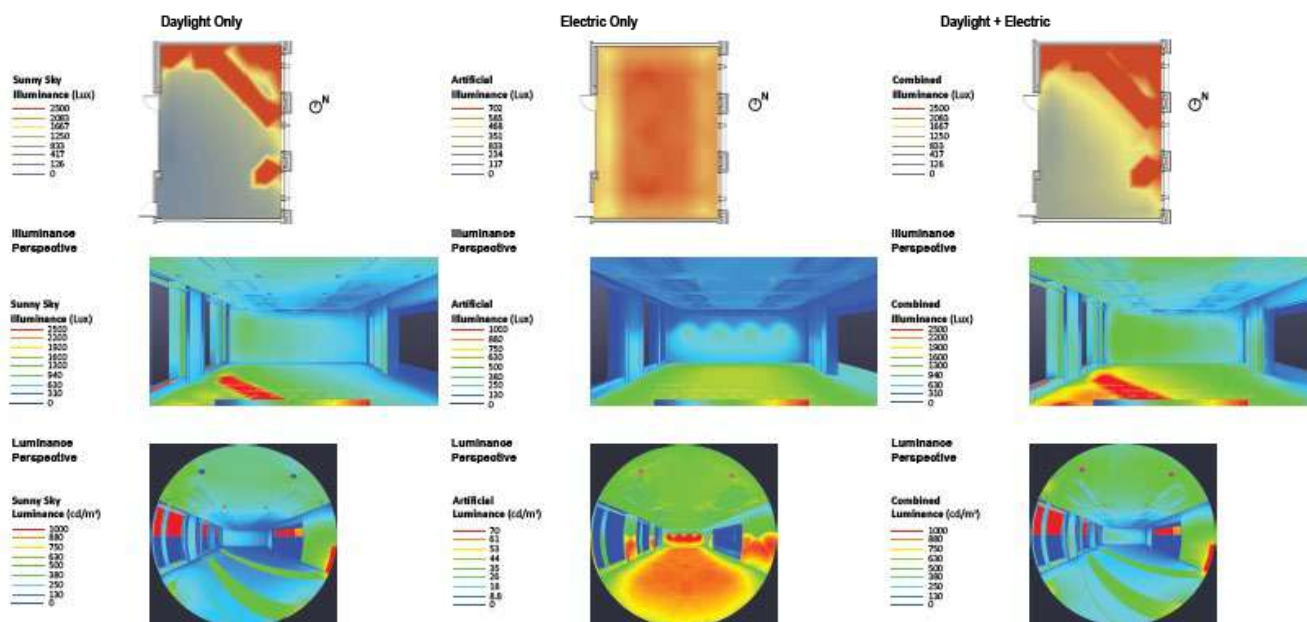 Daylight Only
Electric Only
Daylight + Electric
Sunny Sky
Illuminance (Lux)
2500
2083
1667
1250
833
417
126
0
N
Artificial
Illuminance (Lux)
702
585
468
351
833
234
117
0
N
Combined
Illuminance (Lux)
2500
2083
1667
1250
833
417
126
0
N
Illuminance
Perspective
Illuminance
Perspective
Illuminance
Perspective
Sunny Sky
Illuminance (Lux)
2500
2200
1900
1600
1300
940
630
310
0
Artificial
Illuminance (Lux)
1000
880
750
630
500
380
250
130
0
Combined
Illuminance (Lux)
2500
2200
1900
1600
1300
940
630
310
0
Luminance
Perspective
Luminance
Perspective
Luminance
Perspective
Sunny Sky
Luminance (cd/m²)
1000
880
750
630
500
380
250
130
0
Artificial
Luminance (cd/m²)
70
61
53
44
35
26
18
8.8
0
Combined
Luminance (cd/m²)
1000
880
750
630
500
380
250
130
0